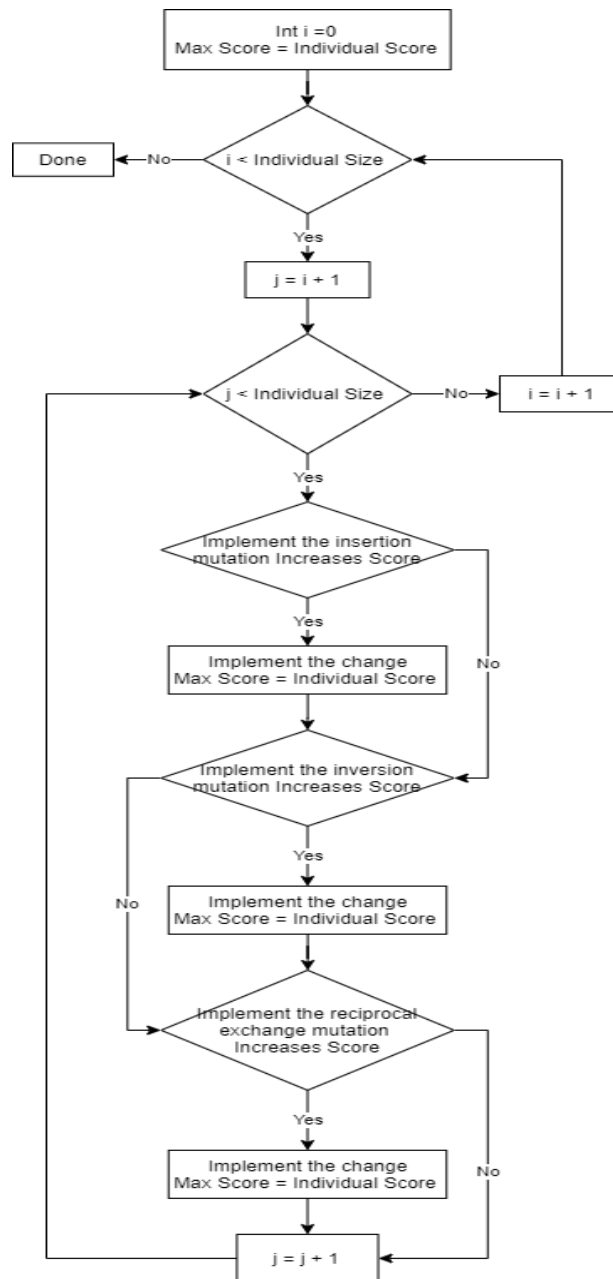 Int i =0
Max Score = Individual Score
i < Individual Size
No
Done
Yes
j = i + 1
j < Individual Size
No
i = i + 1
Yes
Implement the insertion
mutation Increases Score
Yes
No
Implement the change
Max Score = Individual Score
Implement the inversion
mutation Increases Score
Yes
No
Implement the change
Max Score = Individual Score
Implement the reciprocal
exchange mutation
Increases Score
Yes
No
Implement the change
Max Score = Individual Score
j = j + 1